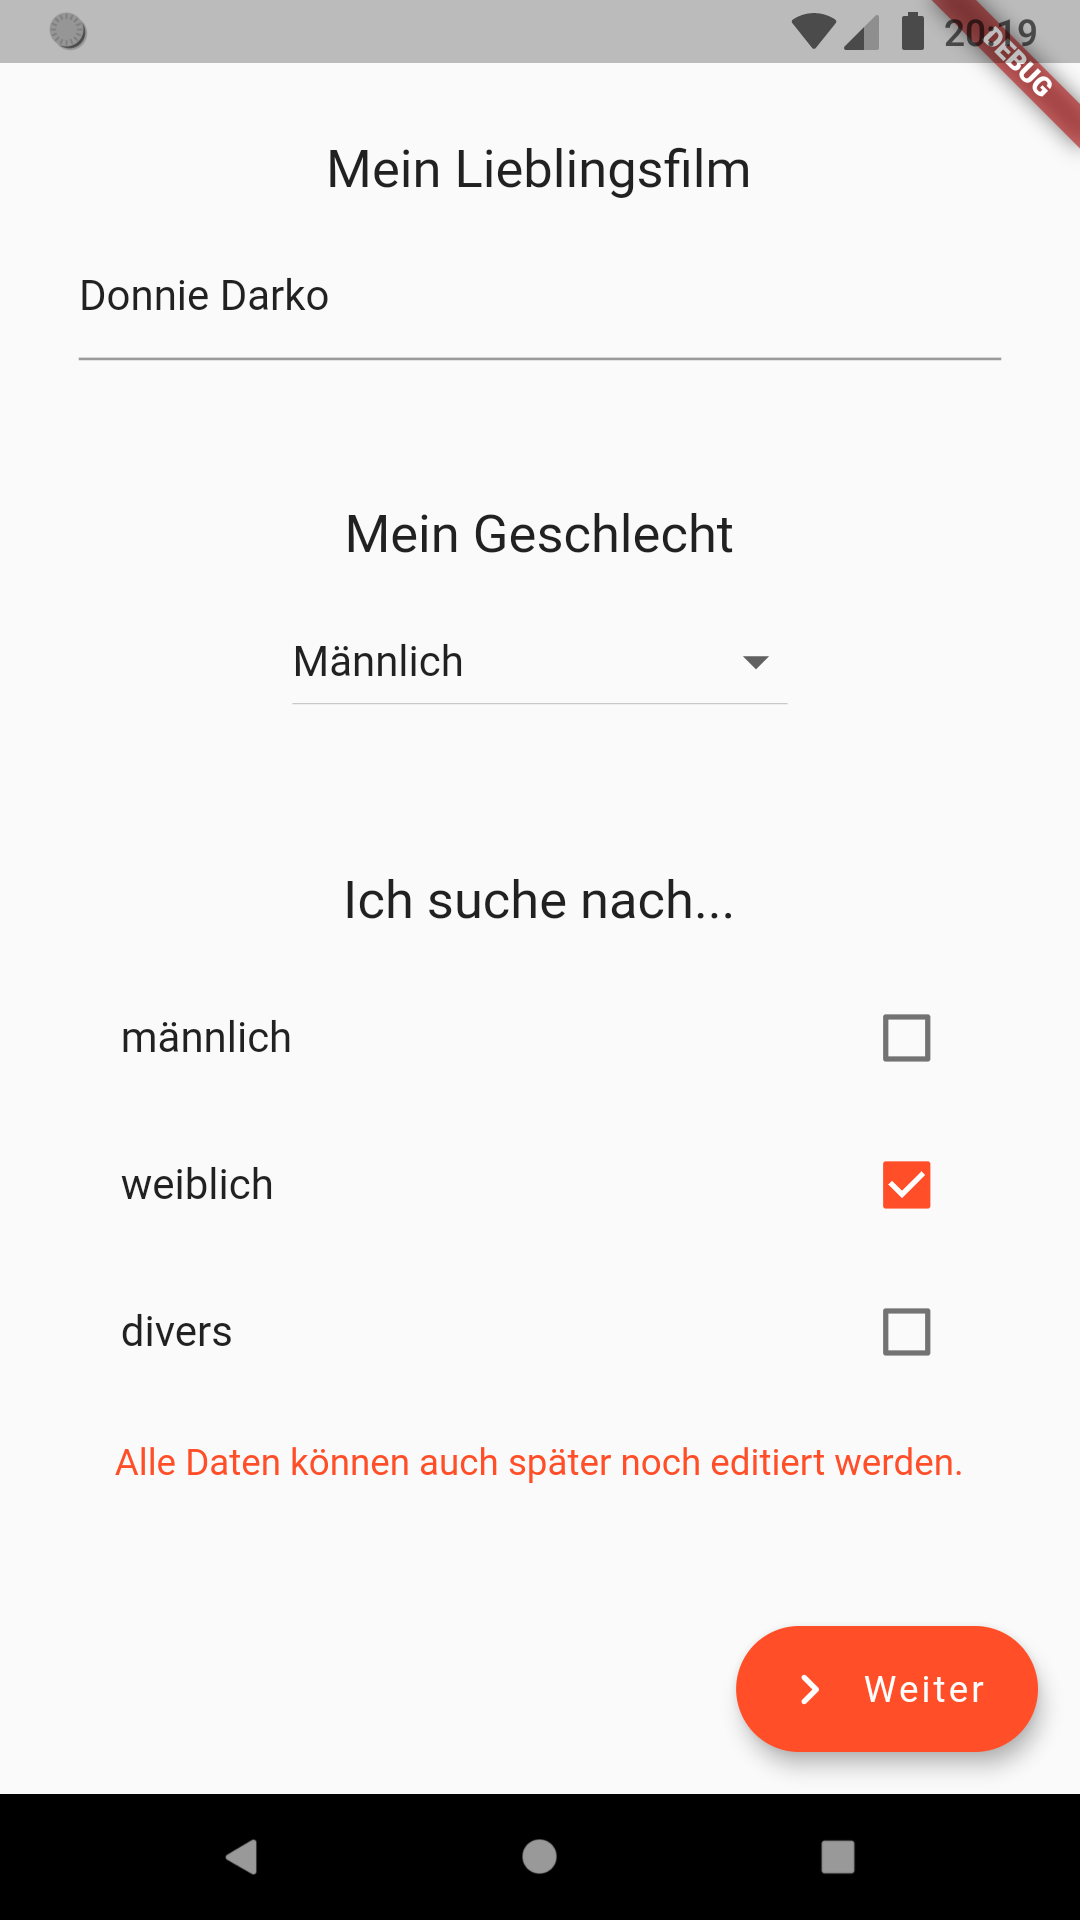 20:19
DEBUG
Mein Lieblingsfilm
Donnie Darko
Mein Geschlecht
Männlich
Ich suche nach...
männlich
weiblich
divers
Alle Daten können auch später noch editiert werden.
Weiter